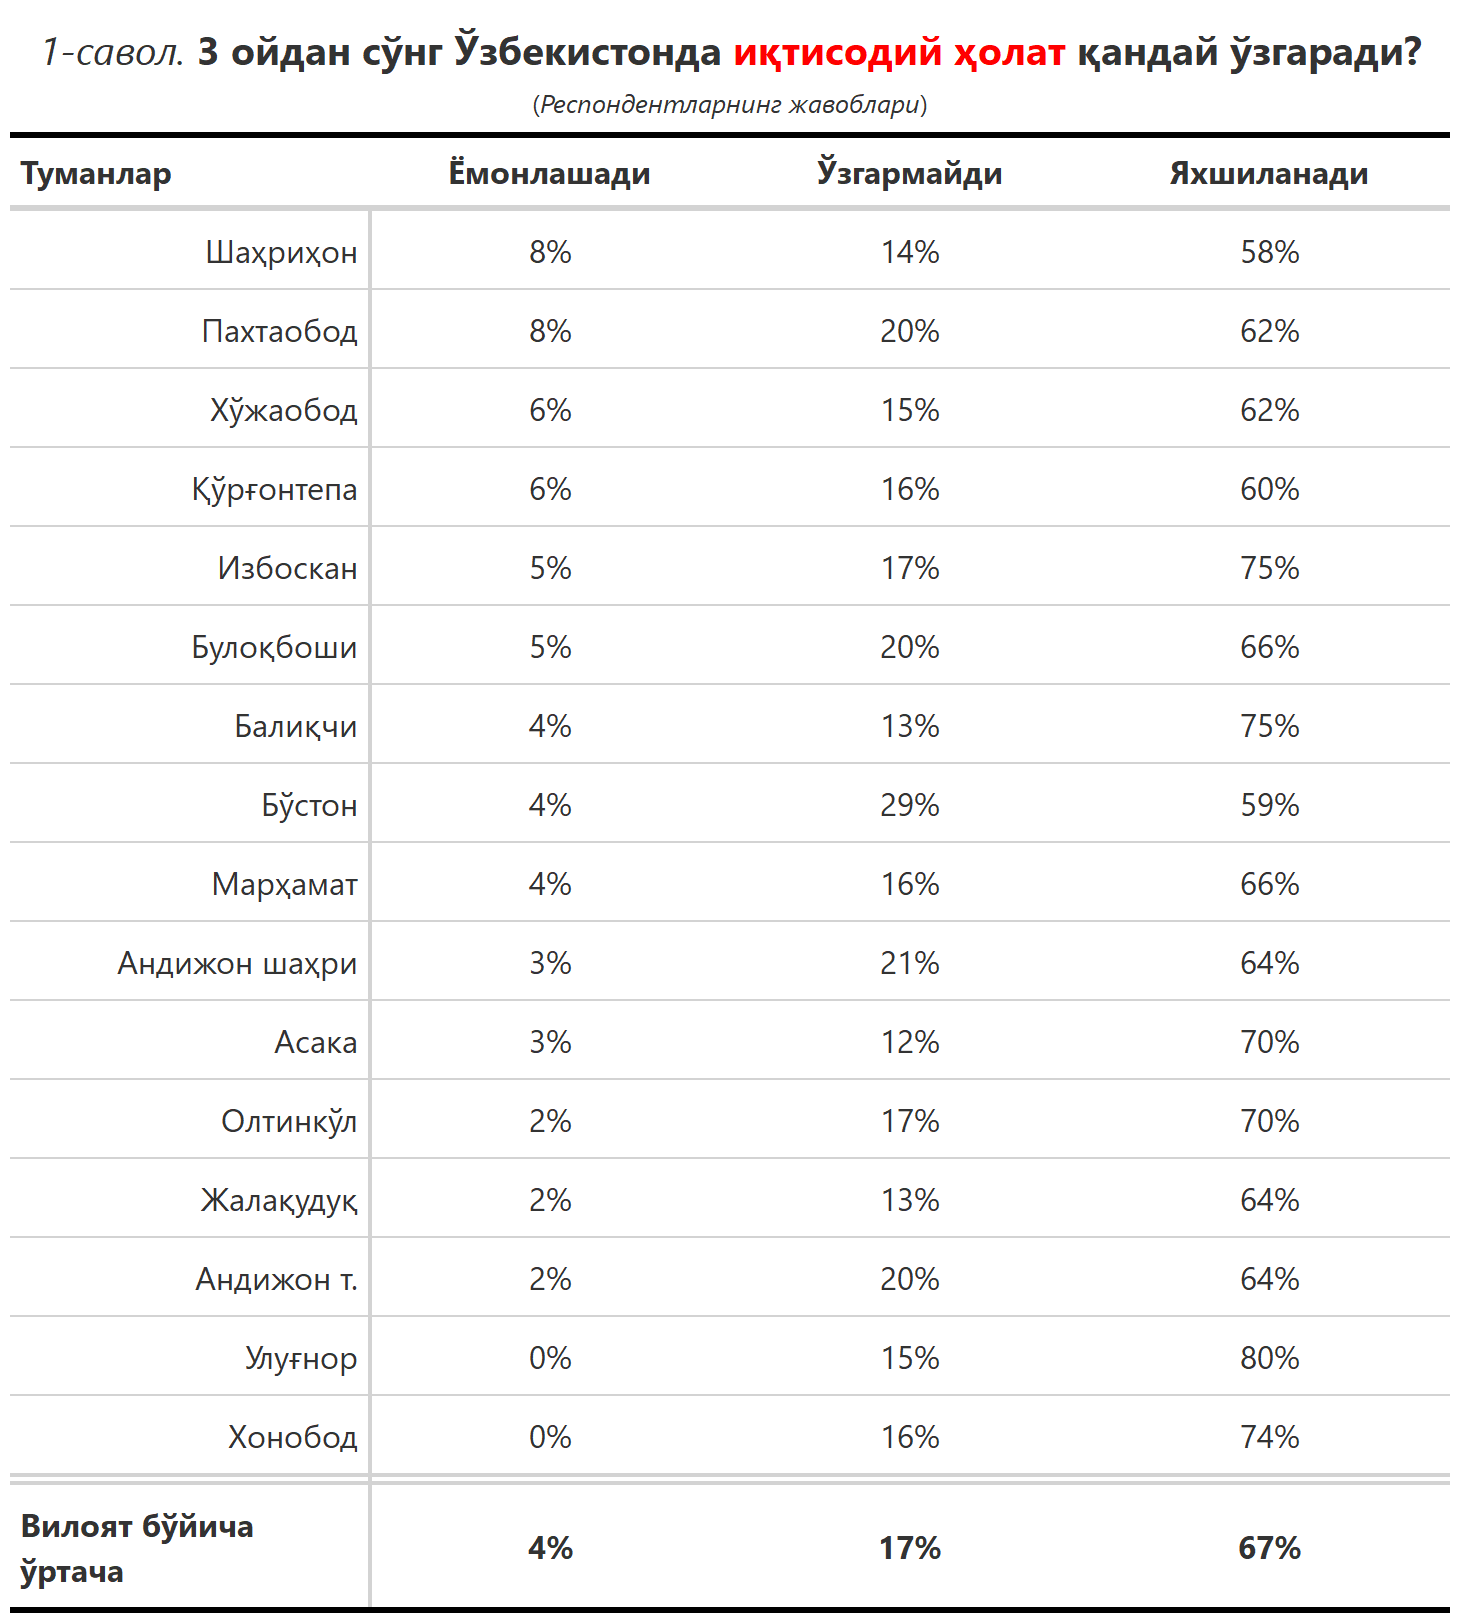 1-савол. 3 ойдан сўнг Ўзбекистонда иқтисодий ҳолат қандай ўзгаради?
(Респондентларнинг жавоблари)
Туманлар Ёмонлашади Ўзгармайди Яхшиланади
Шаҳриҳон 8% 14% 58%
Пахтаобод 8% 20% 62%
Хўжаобод 6% 15% 62%
Қўрғонтепа 6% 16% 60%
Избоскан 5% 17% 75%
Булоқбоши 5% 20% 66%
Балиқчи 4% 13% 75%
Бўстон 4% 29% 59%
Марҳамат 4% 16% 66%
Андижон шаҳри 3% 21% 64%
Асака 3% 12% 70%
Олтинкўл 2% 17% 70%
Жалақудуқ 2% 13% 64%
Андижон т. 2% 20% 64%
Улуғнор 0% 15% 80%
Хонобод 0% 16% 74%
Вилоят бўйича
ўртача 4% 17% 67%